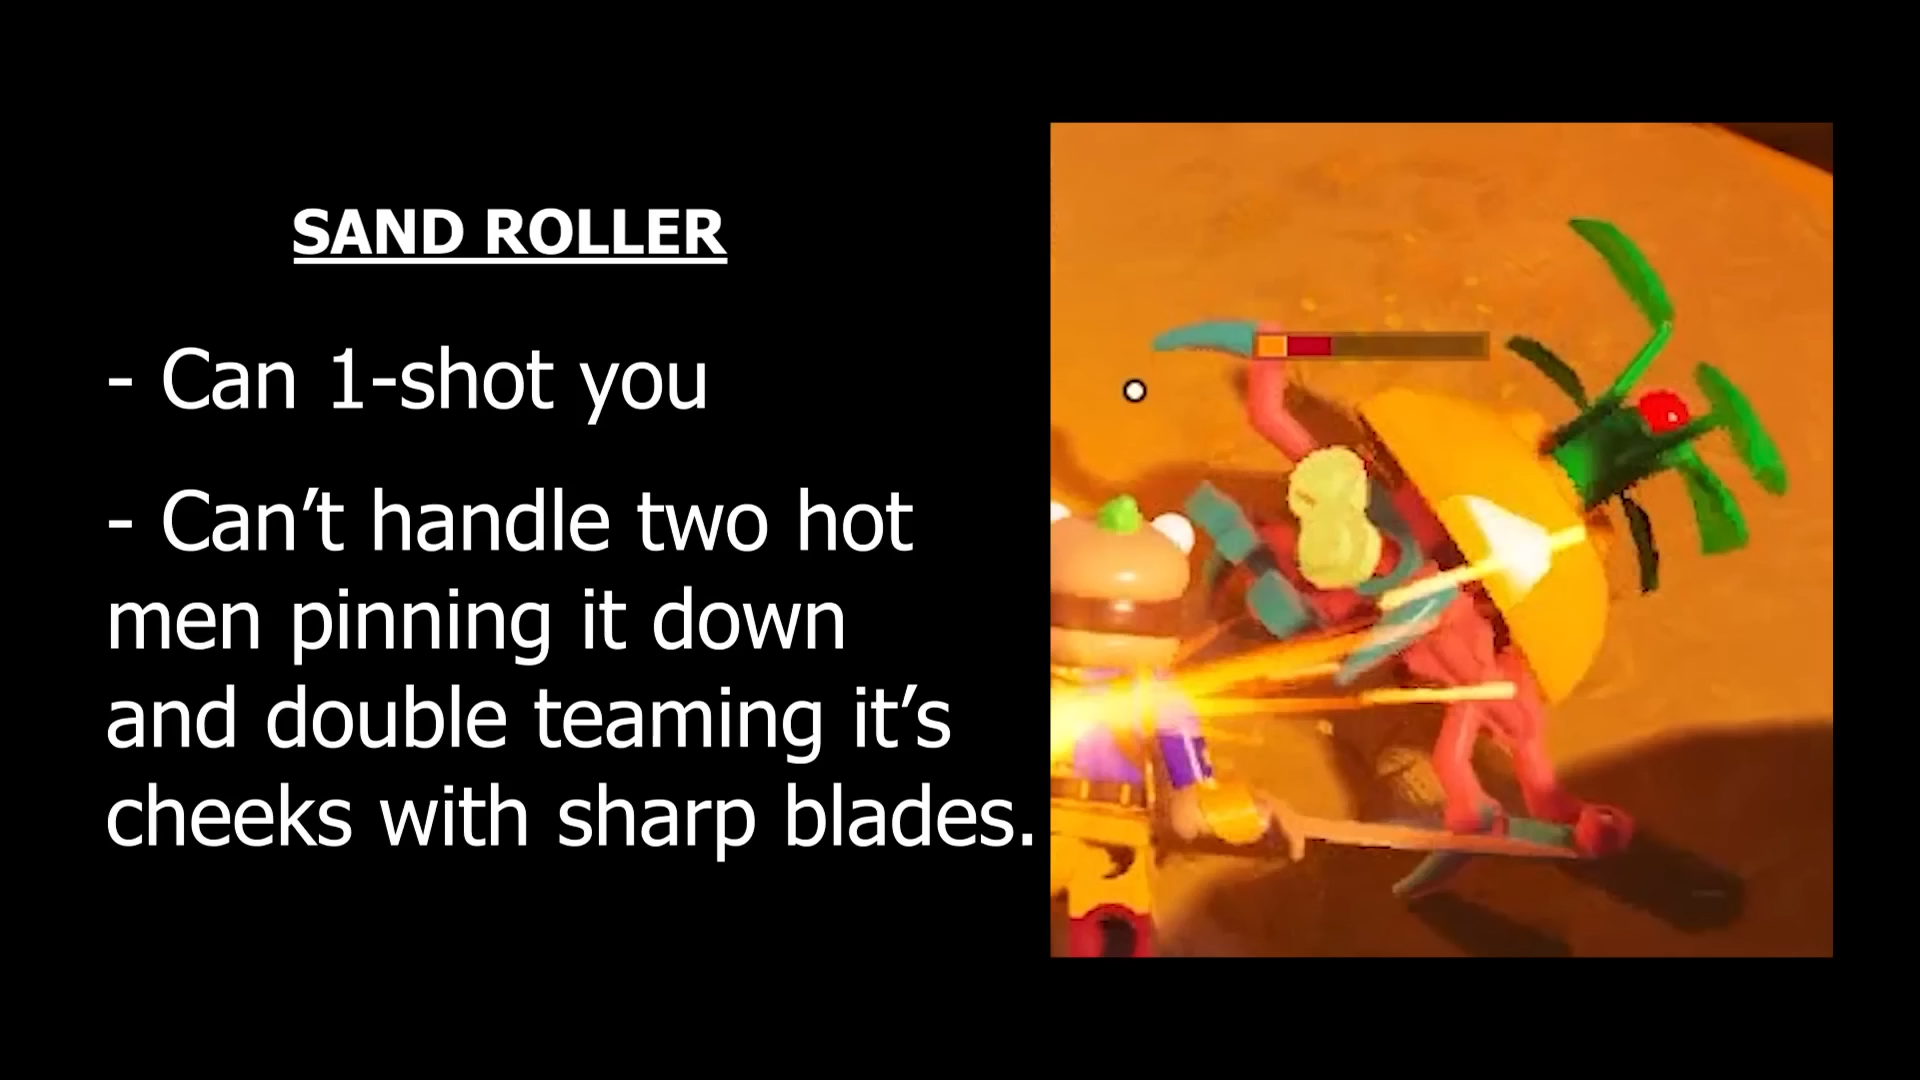 SAND ROLLER
- Can 1-shot you
- Can’t handle two hot
men pinning it down
and double teaming it’s
cheeks with sharp blades.